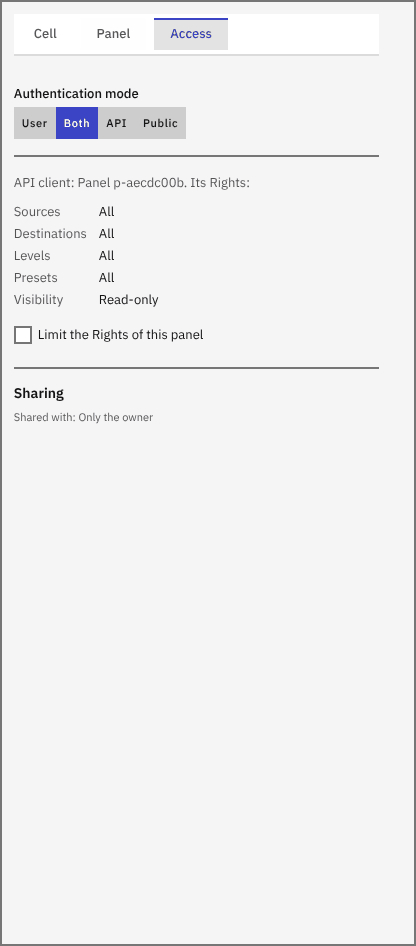 Cell Panel Access
Authentication mode
User Both API Public
API client: Panel p-aecdc00b. Its Rights:
Sources All
Destinations All
Levels All
Presets All
Visibility Read-only
Limit the Rights of this panel
Sharing
Shared with: Only the owner